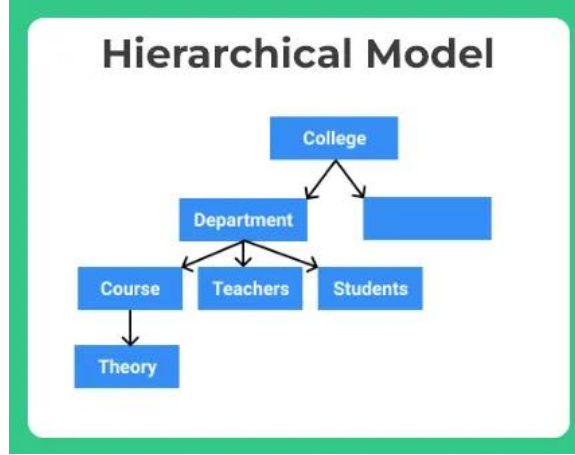 Hierarchical Model
College
Department
Course
Teachers
Students
Theory